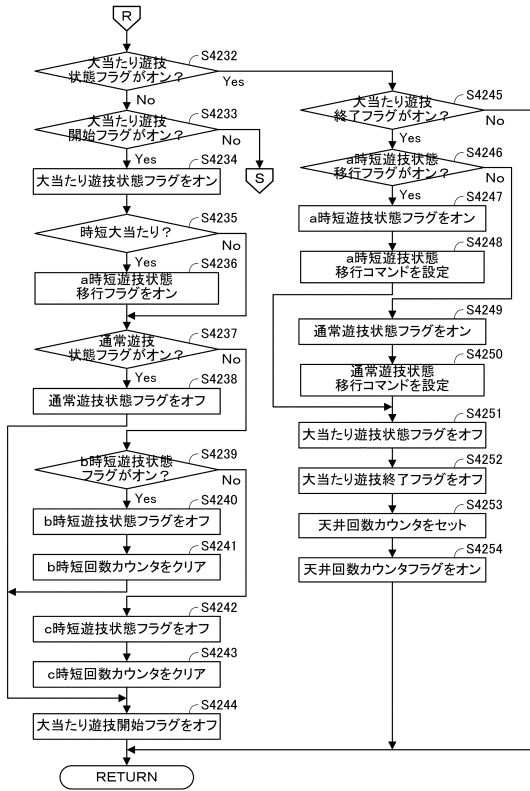 R
S4232
大当たり遊技
状態フラグがオン？
Yes
No
S4233
大当たり遊技
開始フラグがオン？
No
Yes
S
S4234
大当たり遊技状態フラグをオン
S4235
時短大当たり？
No
Yes
S4236
a時短遊技状態
移行フラグをオン
S4237
通常遊技
状態フラグがオン？
No
Yes
S4238
通常遊技状態フラグをオフ
S4239
b時短遊技状態
フラグがオン？
No
Yes
S4240
b時短遊技状態フラグをオフ
S4241
b時短回数カウンタをクリア
S4242
c時短遊技状態フラグをオフ
S4243
c時短回数カウンタをクリア
S4244
大当たり遊技開始フラグをオフ
RETURN
S4245
大当たり遊技
終了フラグがオン？
No
Yes
S4246
a時短遊技状態
移行フラグがオン？
No
Yes
S4247
a時短遊技状態フラグをオン
S4248
a時短遊技状態
移行コマンドを設定
S4249
通常遊技状態フラグをオン
S4250
通常遊技状態
移行コマンドを設定
S4251
大当たり遊技状態フラグをオフ
S4252
大当たり遊技終了フラグをオフ
S4253
天井回数カウンタをセット
S4254
天井回数カウンタフラグをオン